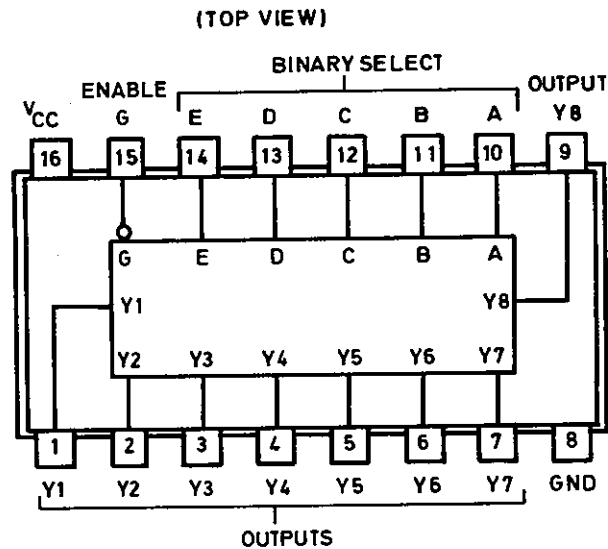 (TOP VIEW)
BINARY SELECT
ENABLE OUTPUT
VCC G E D C B A Y8
16 15 14 13 12 11 10 9
G E D C B A
Y1 Y8
Y2 Y3 Y4 Y5 Y6 Y7
1 2 3 4 5 6 7 8
Y1 Y2 Y3 Y4 Y5 Y6 Y7 GND
OUTPUTS